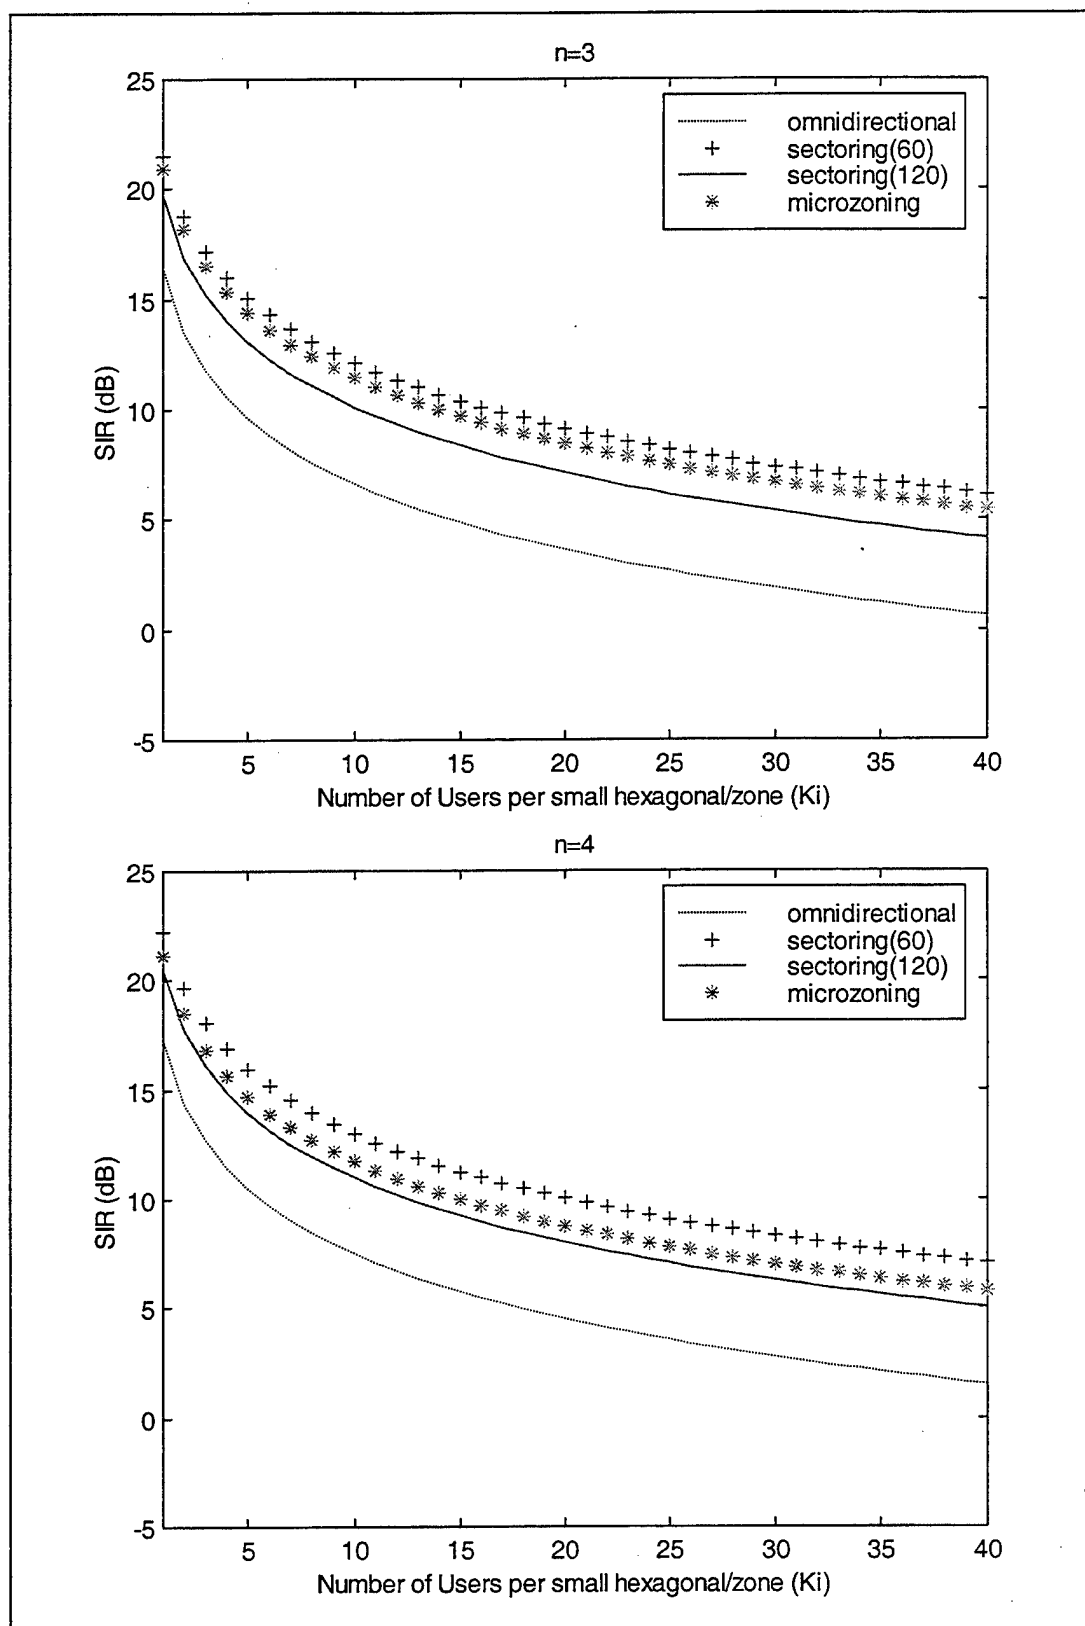 n=3
25
20
15
10
5
0
-5
SIR (dB)
omnidirectional
+ sectoring(60)
sectoring(120)
* microzoning
5 10 15 20 25 30 35 40
Number of Users per small hexagonal/zone (Ki)
n=4
25
20
15
10
5
0
-5
SIR (dB)
omnidirectional
+ sectoring(60)
sectoring(120)
* microzoning
5 10 15 20 25 30 35 40
Number of Users per small hexagonal/zone (Ki)